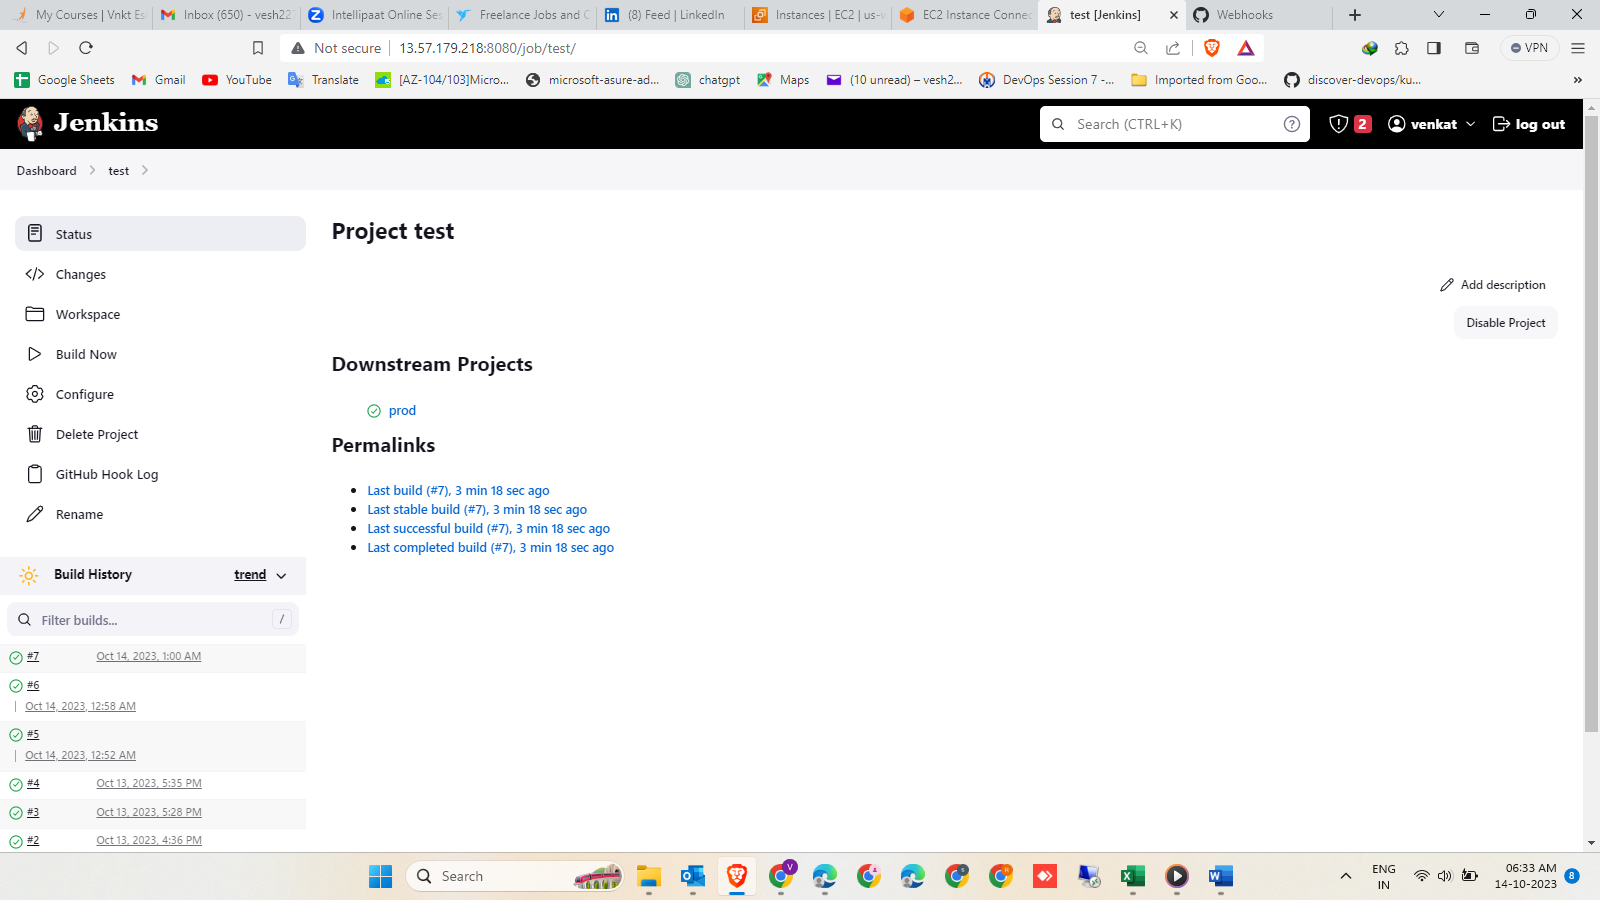 My Courses | Vnkt Es
Inbox (650) - vesh22
Intellipaat Online Ses
Freelance Jobs and C
(8) Feed | LinkedIn
Instances | EC2 | us-w
EC2 Instance Connec
test [Jenkins]
Webhooks
Not secure
13.57.179.218:8080/job/test/
VPN
Google Sheets
Gmail
YouTube
Translate
[AZ-104/103]Micro...
microsoft-asure-ad...
chatgpt
Maps
(10 unread) – vesh2...
DevOps Session 7 -...
Imported from Goo...
discover-devops/ku...
»
Jenkins
Search (CTRL+K)
2
venkat
log out
Dashboard
test
Status
Changes
Workspace
Build Now
Configure
Delete Project
GitHub Hook Log
Rename
Project test
Add description
Disable Project
Downstream Projects
prod
Permalinks
Last build (#7), 3 min 18 sec ago
Last stable build (#7), 3 min 18 sec ago
Last successful build (#7), 3 min 18 sec ago
Last completed build (#7), 3 min 18 sec ago
Build History
trend
Filter builds...
/
#7 Oct 14, 2023, 1:00 AM
#6
| Oct 14, 2023, 12:58 AM
#5
| Oct 14, 2023, 12:52 AM
#4 Oct 13, 2023, 5:35 PM
#3 Oct 13, 2023, 5:28 PM
#2 Oct 13, 2023, 4:36 PM
Search
ENG
IN
06:33 AM
14-10-2023
8